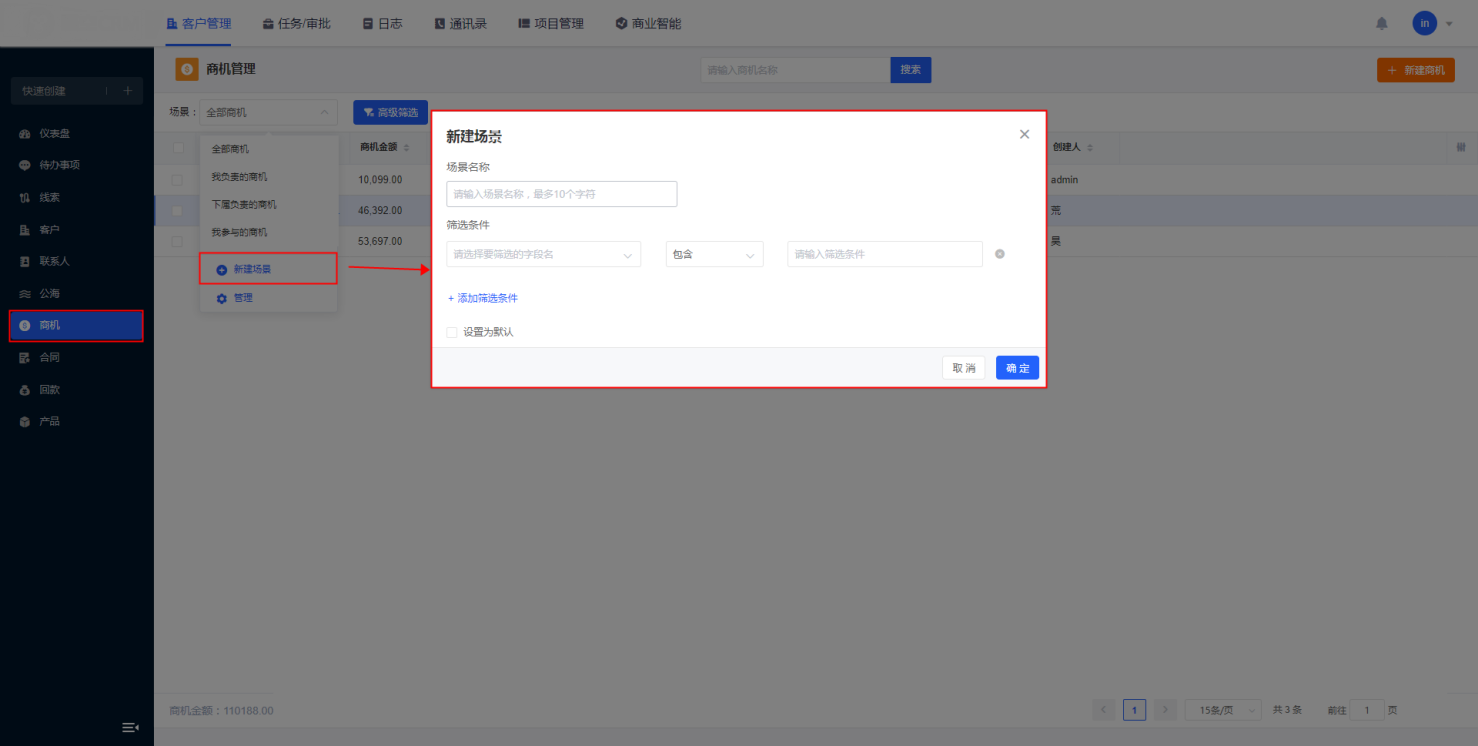 客户管理 任务/审批 日志 通讯录 项目管理 商业智能 in
快速创建
仪表盘
待办事项
线索
客户
联系人
公海
商机
合同
回款
产品
商机管理 请输入商机名称 搜索 + 新建商机
场景： 全部商机 高级筛选
商机金额 创建人
10,099.00 admin
46,392.00 荒
53,697.00 昊
全部商机
我负责的商机
下属负责的商机
我参与的商机
新建场景
管理
新建场景
场景名称
请输入场景名称，最多10个字符
筛选条件
请选择要筛选的字段名 包含 请输入筛选条件
+ 添加筛选条件
设置为默认
取消 确定
商机金额：110188.00 1 15条/页 共 3 条 前往 1 页